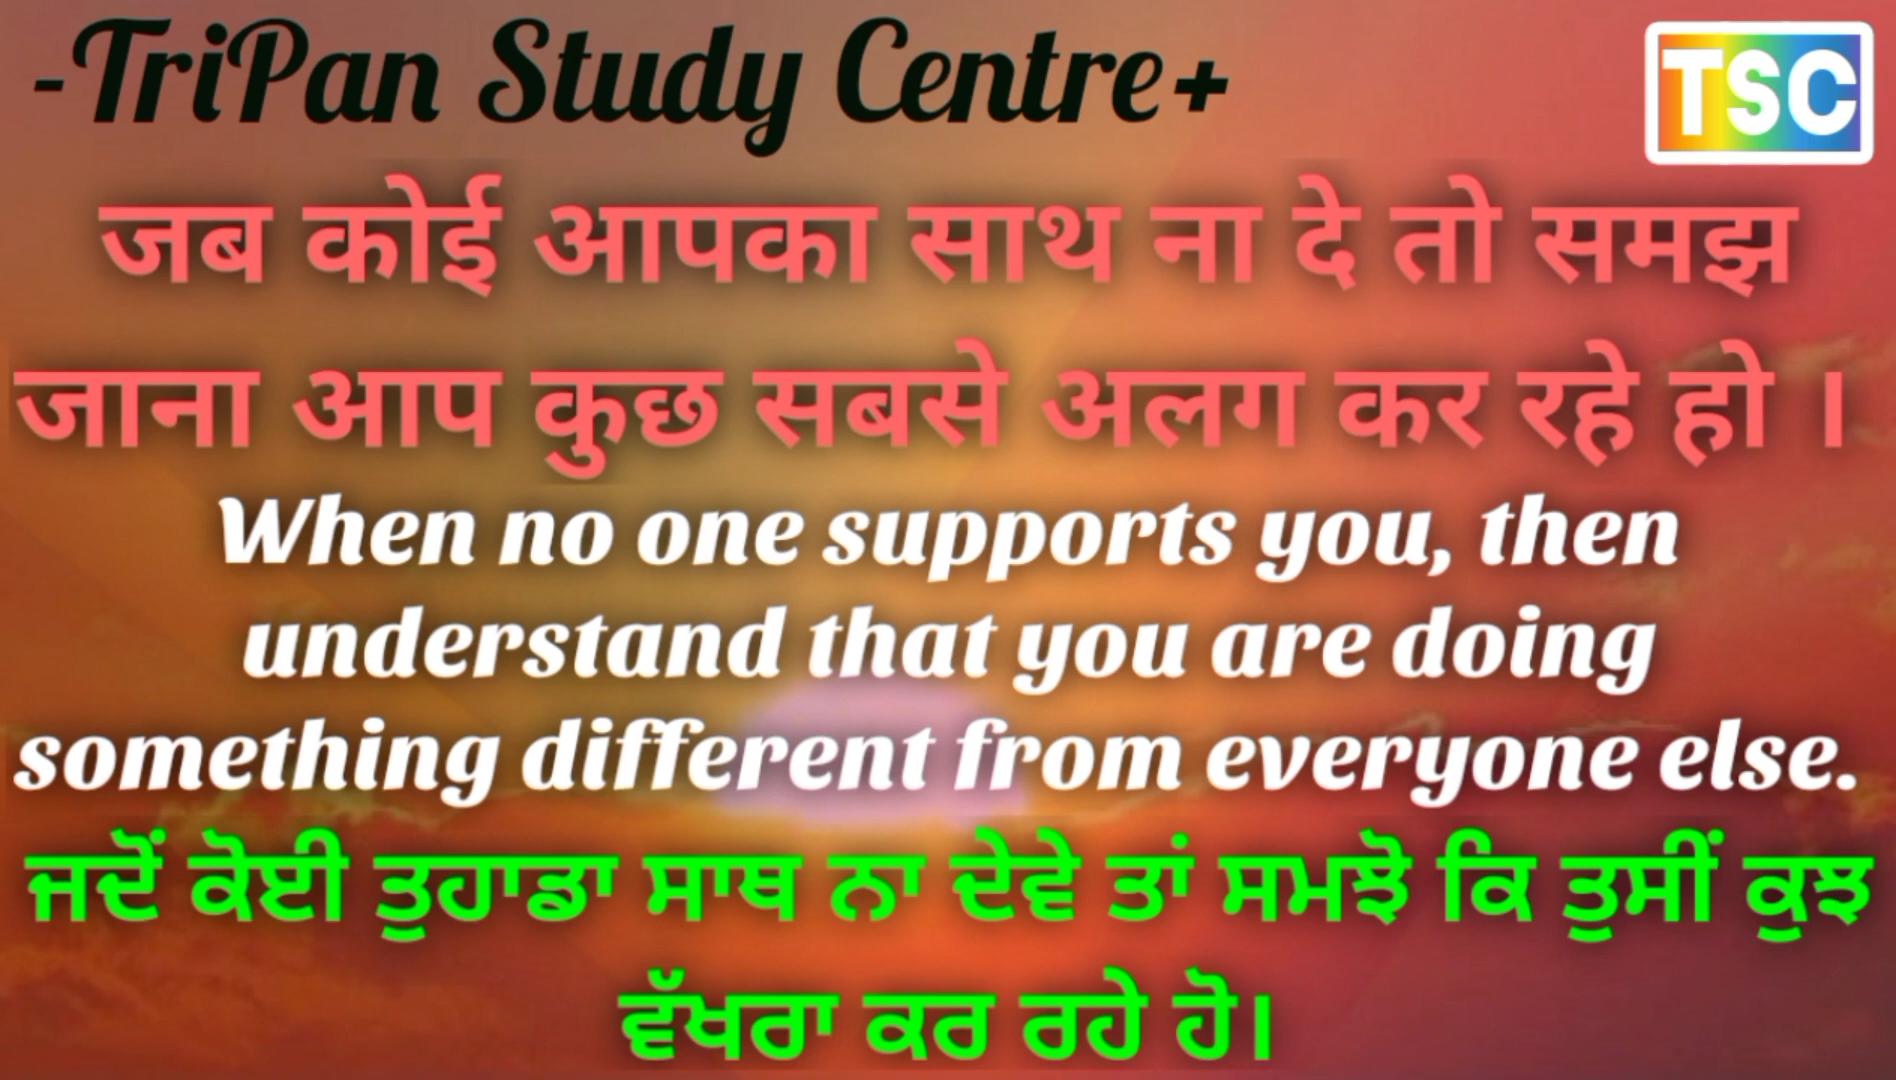 -TriPan Study Centre+
TSC
जब कोई आपका साथ ना दे तो समझ
जाना आप कुछ सबसे अलग कर रहे हो ।
When no one supports you, then
understand that you are doing
something different from everyone else.
ਜਦੋਂ ਕੋਈ ਤੁਹਾਡਾ ਸਾਥ ਨਾ ਦੇਵੇ ਤਾਂ ਸਮਝੋ ਕਿ ਤੁਸੀਂ ਕੁਝ
ਵੱਖਰਾ ਕਰ ਰਹੇ ਹੋ।